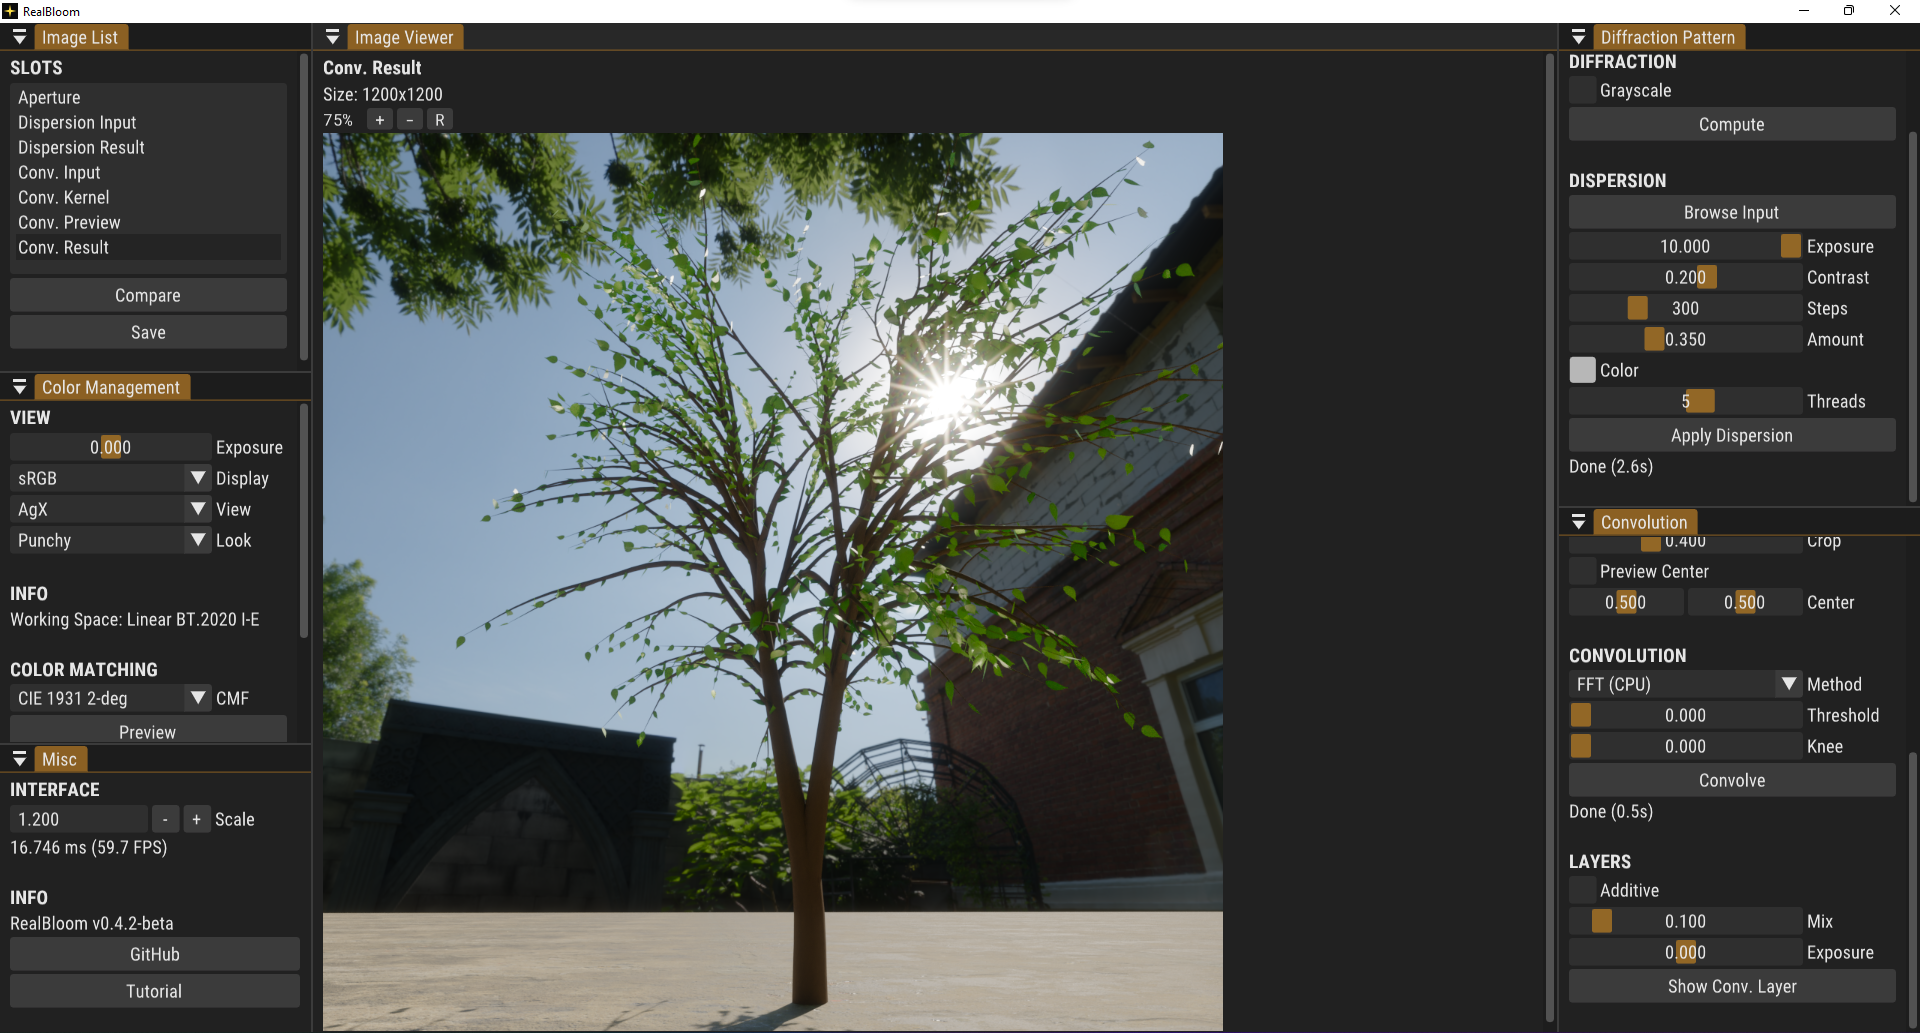 RealBloom
Image List
SLOTS
Aperture
Dispersion Input
Dispersion Result
Conv. Input
Conv. Kernel
Conv. Preview
Conv. Result
Compare
Save
Color Management
VIEW
0.000 Exposure
sRGB Display
AgX View
Punchy Look
INFO
Working Space: Linear BT.2020 I-E
COLOR MATCHING
CIE 1931 2-deg CMF
Preview
Misc
INTERFACE
1.200 - + Scale
16.746 ms (59.7 FPS)
INFO
RealBloom v0.4.2-beta
GitHub
Tutorial
Image Viewer
Conv. Result
Size: 1200x1200
75% + - R
Diffraction Pattern
DIFFRACTION
Grayscale
Compute
DISPERSION
Browse Input
10.000 Exposure
0.200 Contrast
300 Steps
0.350 Amount
Color
5 Threads
Apply Dispersion
Done (2.6s)
Convolution
0.400 Crop
Preview Center
0.500 0.500 Center
CONVOLUTION
FFT (CPU) Method
0.000 Threshold
0.000 Knee
Convolve
Done (0.5s)
LAYERS
Additive
0.100 Mix
0.000 Exposure
Show Conv. Layer